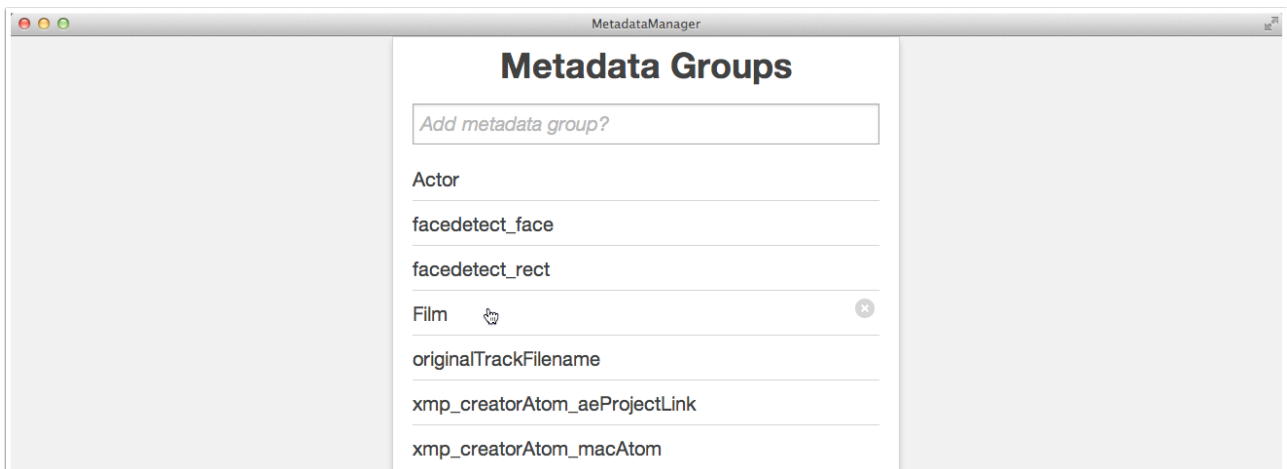 MetadataManager
Metadata Groups
Add metadata group?
Actor
facedetect_face
facedetect_rect
Film
originalTrackFilename
xmp_creatorAtom_aeProjectLink
xmp_creatorAtom_macAtom